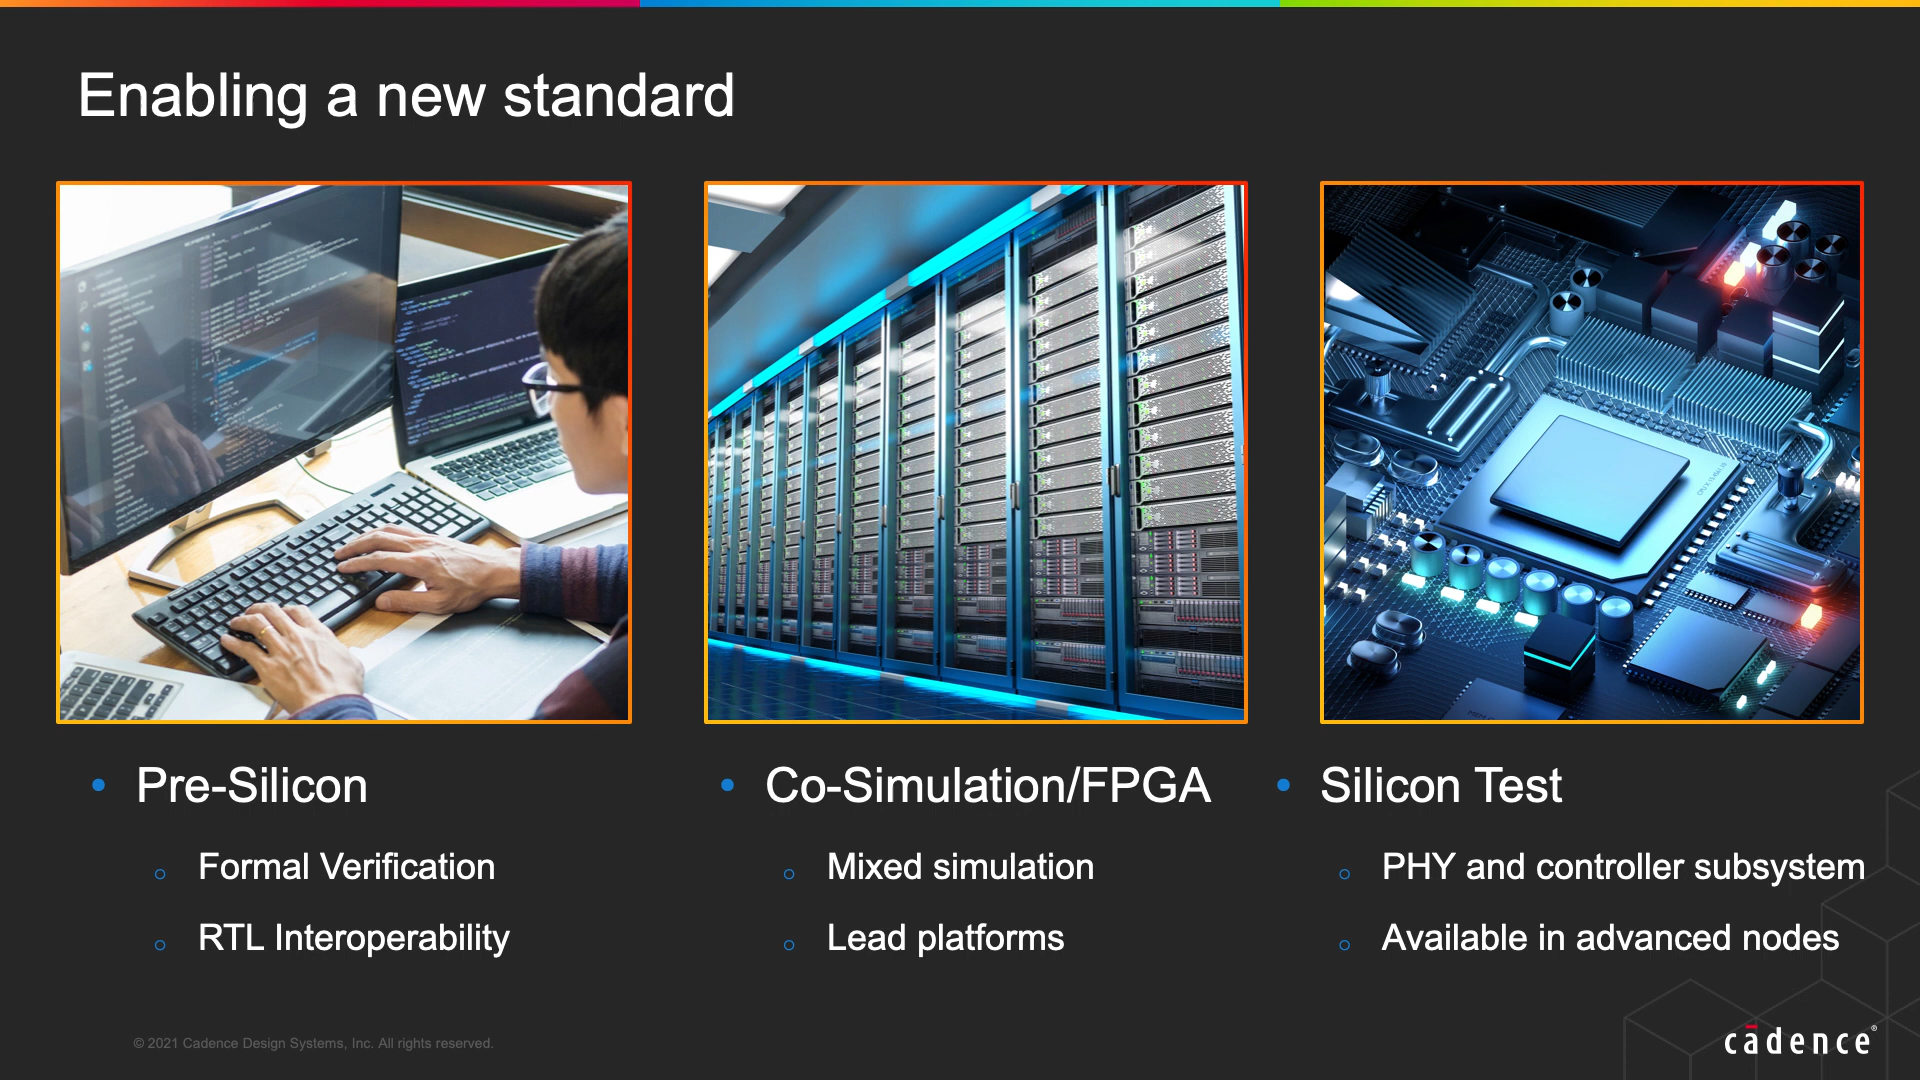 Enabling a new standard
• Pre-Silicon
○ Formal Verification
○ RTL Interoperability
• Co-Simulation/FPGA
○ Mixed simulation
○ Lead platforms
• Silicon Test
○ PHY and controller subsystem
○ Available in advanced nodes
© 2021 Cadence Design Systems, Inc. All rights reserved.
cādence®